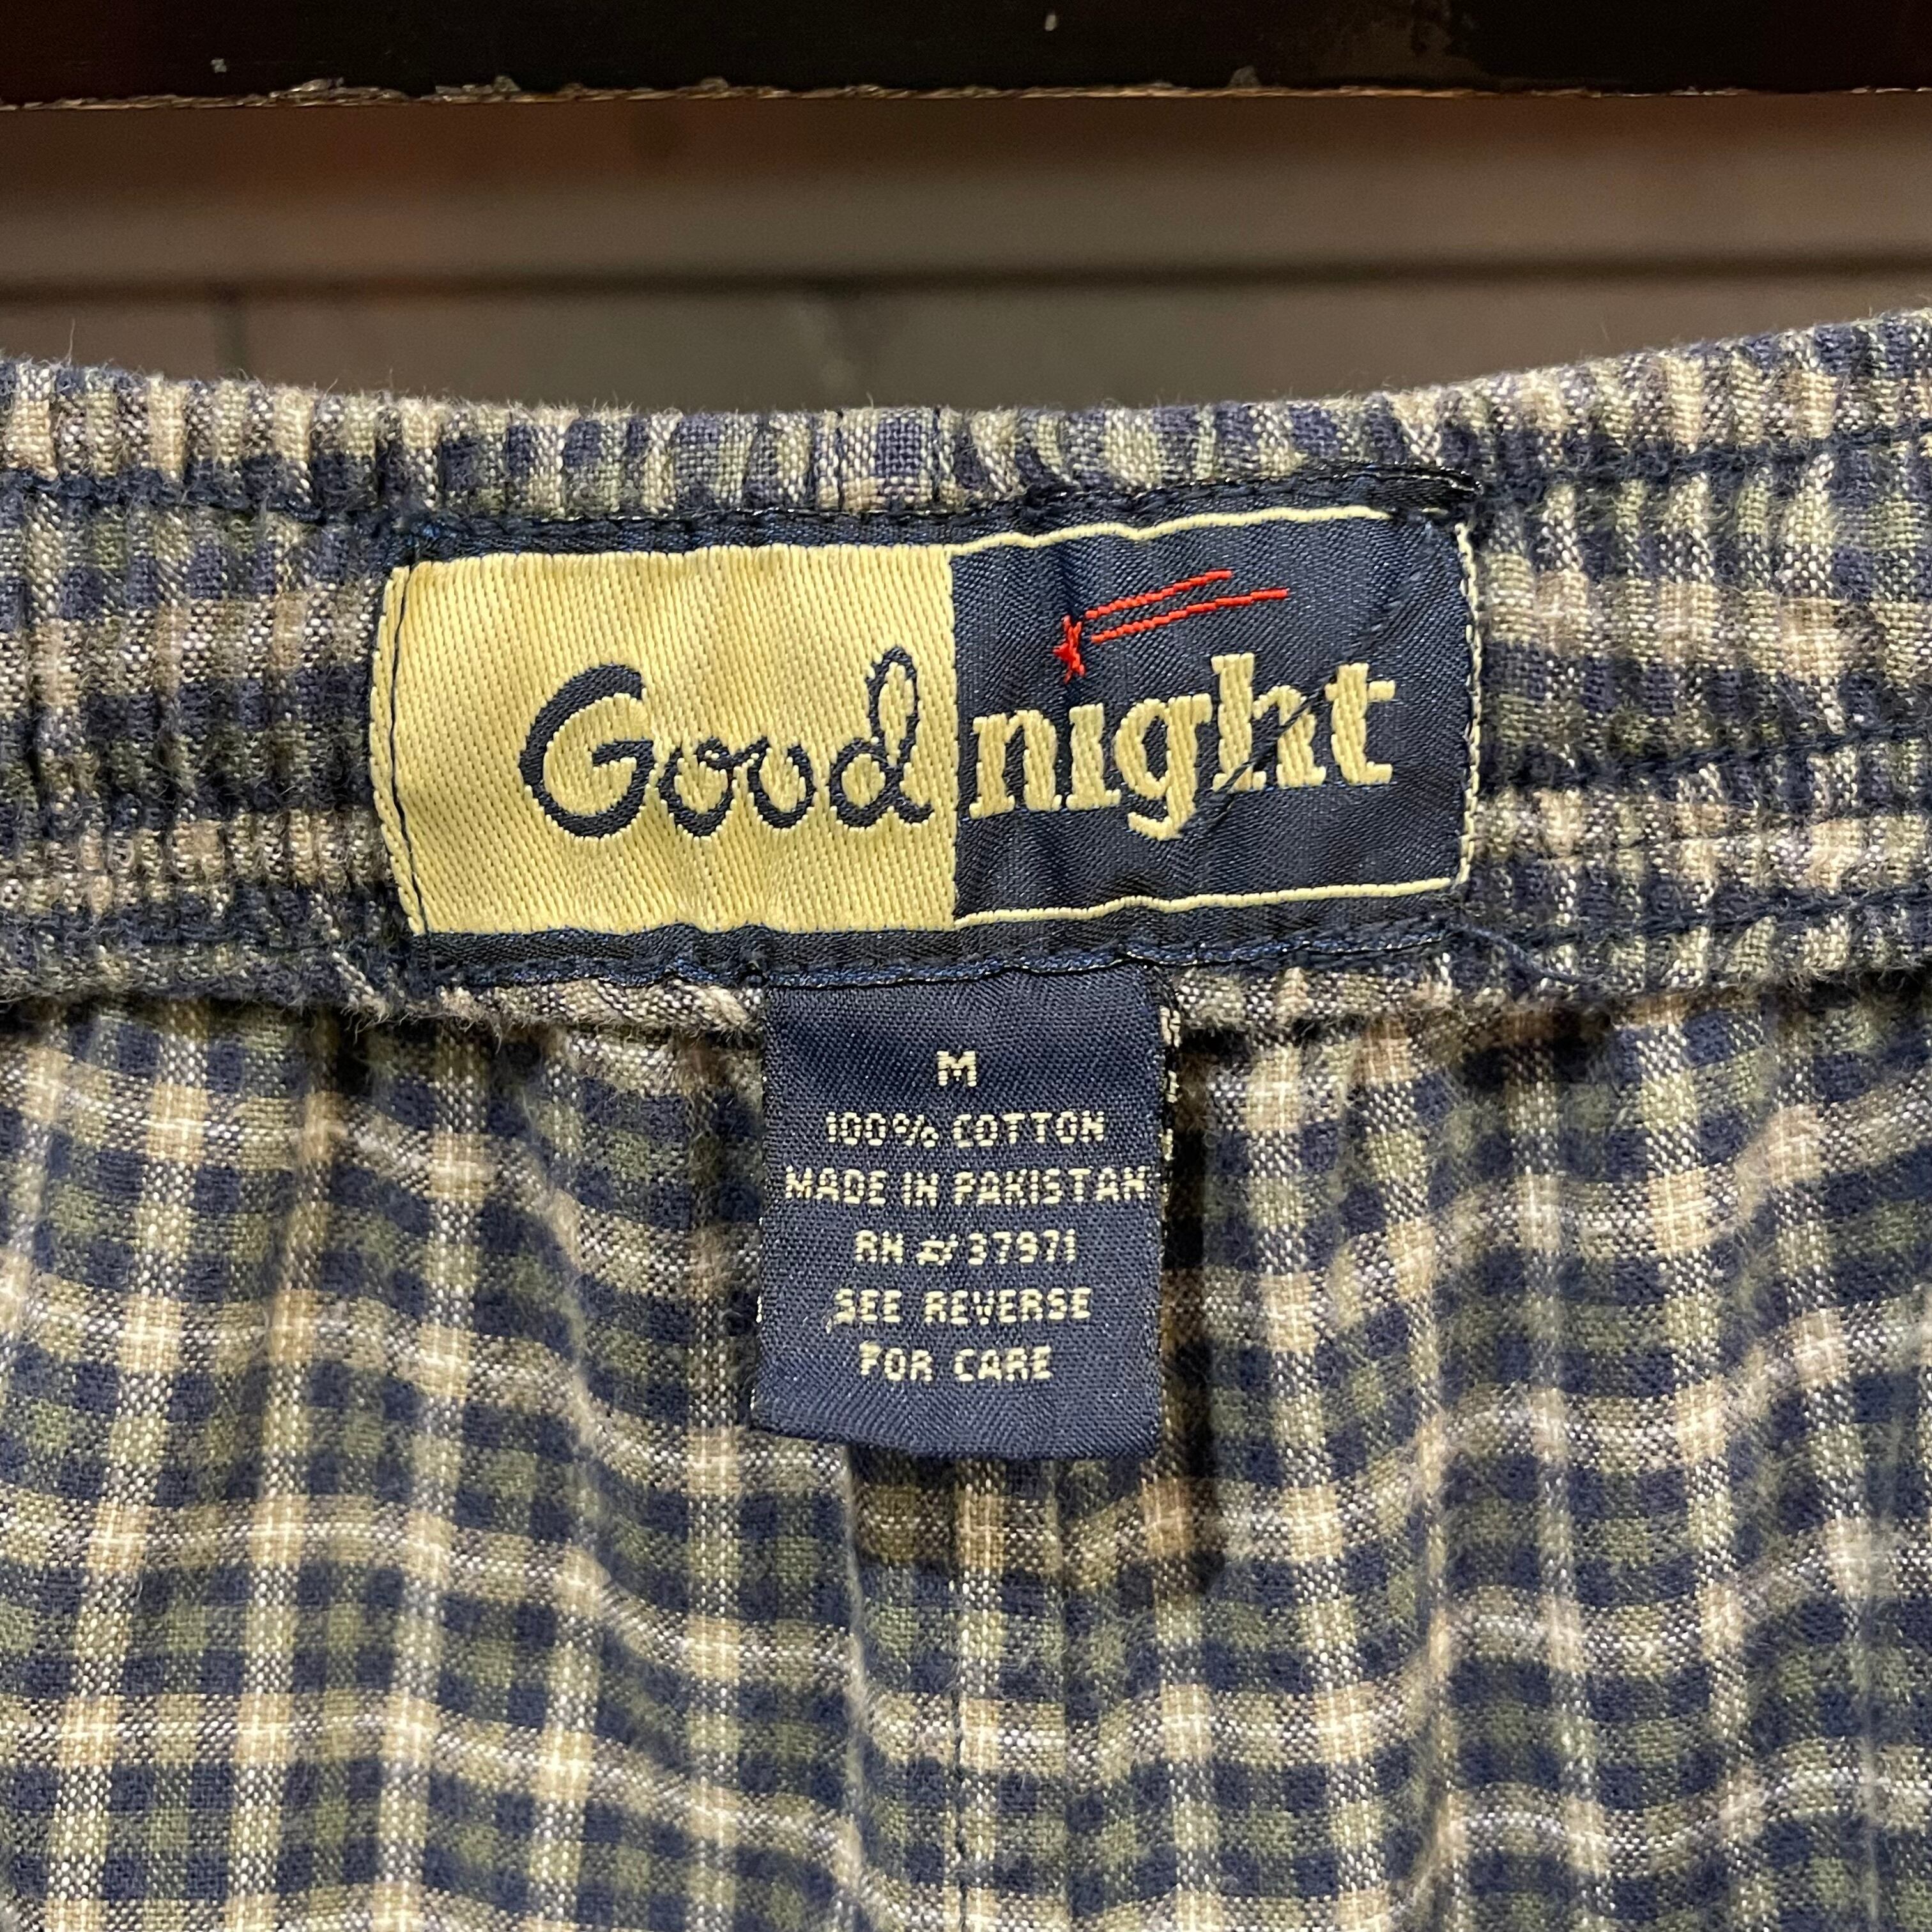 Good night
M
100% COTTON
MADE IN PAKISTAN
RN # 37971
SEE REVERSE
FOR CARE